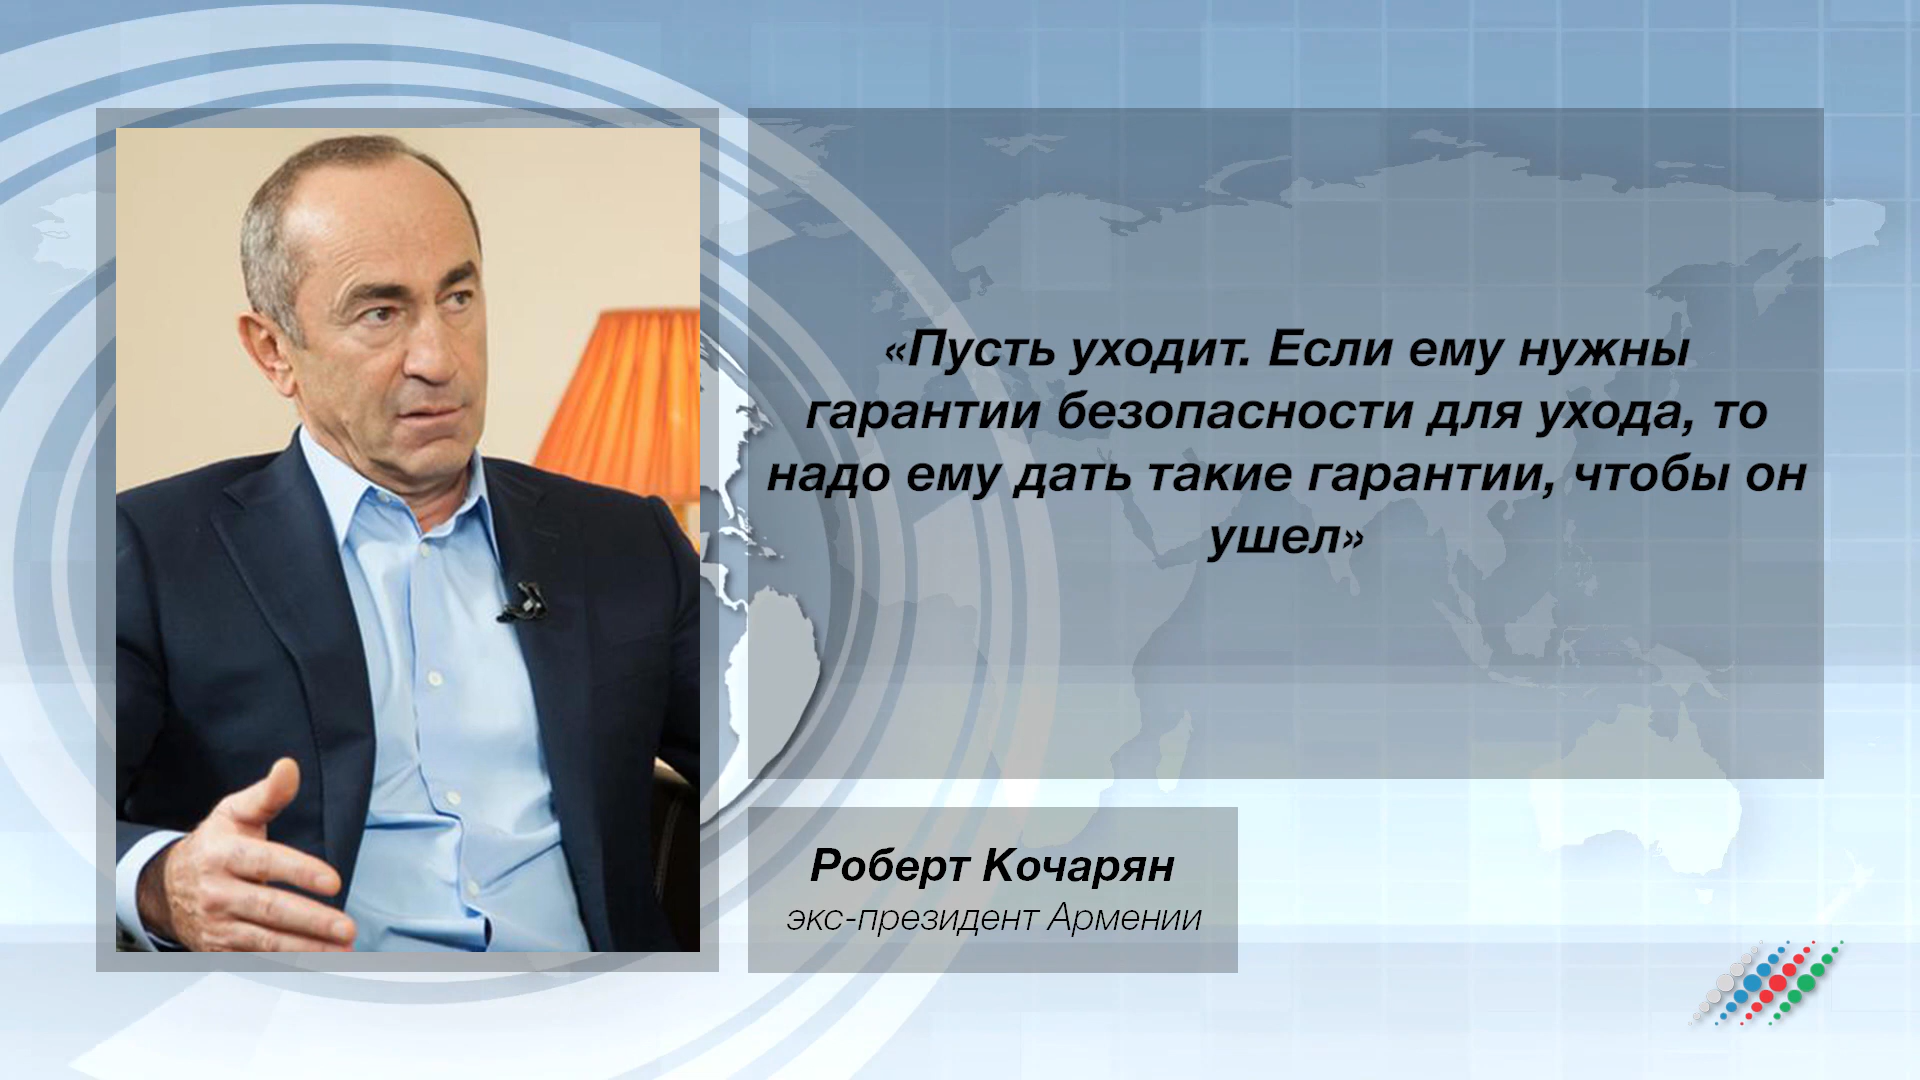 «Пусть уходит. Если ему нужны
гарантии безопасности для ухода, то
надо ему дать такие гарантии, чтобы он
ушел»
Роберт Кочарян
экс-президент Армении